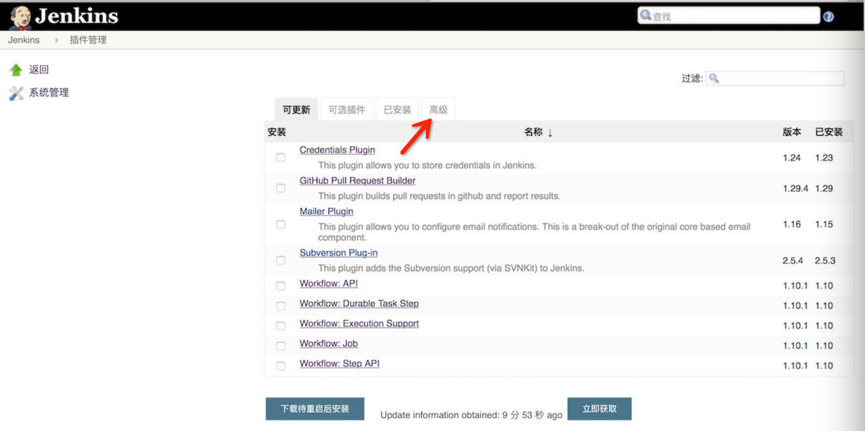 Jenkins
查找
Jenkins 插件管理
返回
系统管理
过滤:
可更新 可选插件 已安装 高级
安装 名称 ↓ 版本 已安装
Credentials Plugin
This plugin allows you to store credentials in Jenkins.
1.24 1.23
GitHub Pull Request Builder
This plugin builds pull requests in github and report results.
1.29.4 1.29
Mailer Plugin
This plugin allows you to configure email notifications. This is a break-out of the original core based email
component.
1.16 1.15
Subversion Plug-in
This plugin adds the Subversion support (via SVNKit) to Jenkins.
2.5.4 2.5.3
Workflow: API 1.10.1 1.10
Workflow: Durable Task Step 1.10.1 1.10
Workflow: Execution Support 1.10.1 1.10
Workflow: Job 1.10.1 1.10
Workflow: Step API 1.10.1 1.10
下载待重启后安装 Update information obtained: 9 分 53 秒 ago 立即获取